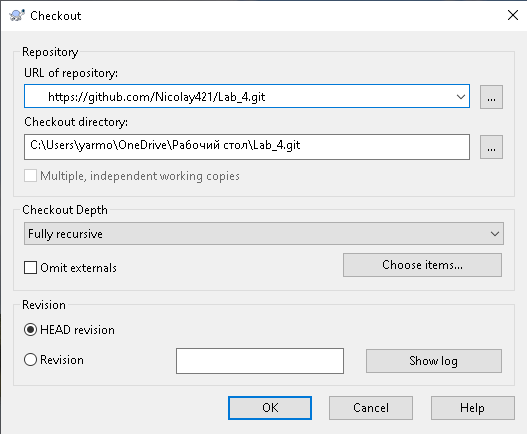 Checkout
Repository
URL of repository:
https://github.com/Nicolay421/Lab_4.git
...
Checkout directory:
C:\Users\yarmo\OneDrive\Рабочий стол\Lab_4.git
...
Multiple, independent working copies
Checkout Depth
Fully recursive
Omit externals
Choose items...
Revision
HEAD revision
Revision
Show log
OK
Cancel
Help